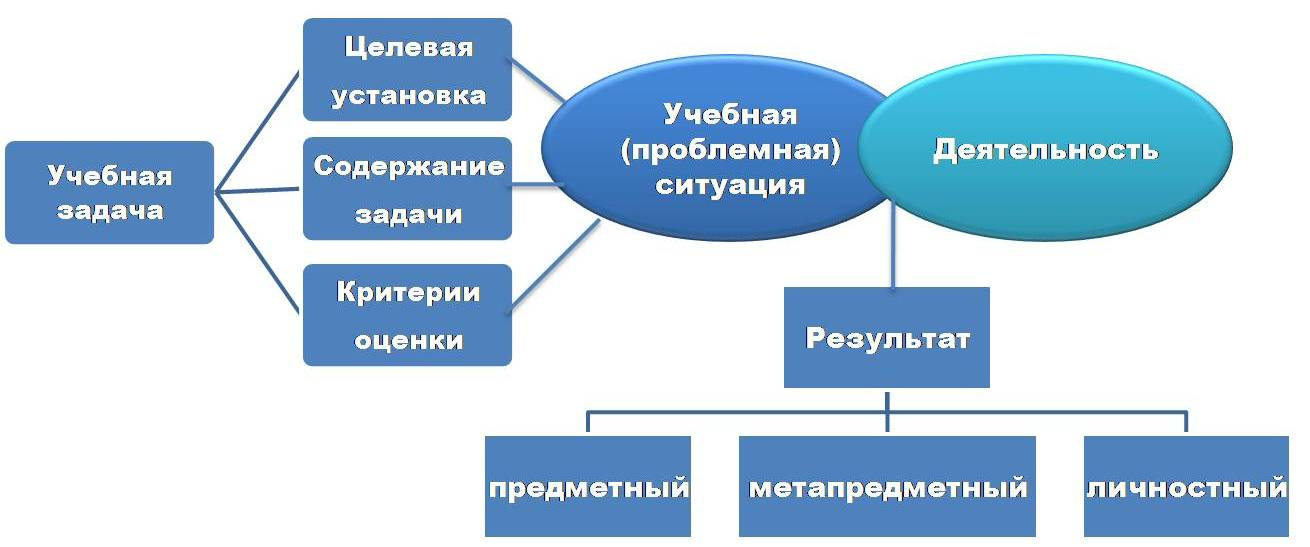 Учебная
задача
Целевая
установка
Содержание
задачи
Критерии
оценки
Учебная
(проблемная)
ситуация
Деятельность
Результат
предметный
метапредметный
личностный